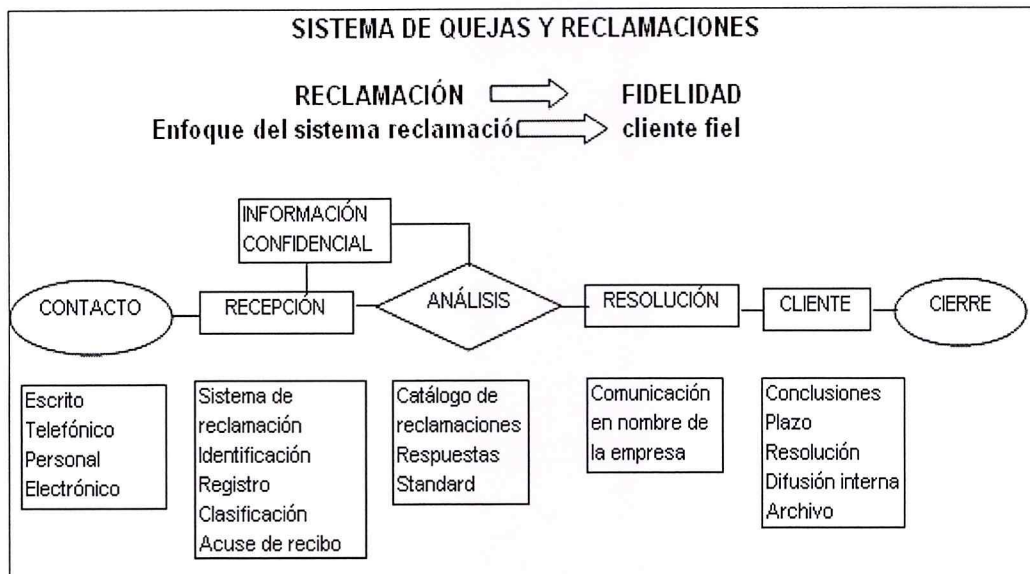 SISTEMA DE QUEJAS Y RECLAMACIONES
RECLAMACIÓN FIDELIDAD
Enfoque del sistema reclamació cliente fiel
INFORMACIÓN
CONFIDENCIAL
CONTACTO
RECEPCIÓN
ANÁLISIS
RESOLUCIÓN
CLIENTE
CIERRE
Escrito
Telefónico
Personal
Electrónico
Sistema de
reclamación
Identificación
Registro
Clasificación
Acuse de recibo
Catálogo de
reclamaciones
Respuestas
Standard
Comunicación
en nombre de
la empresa
Conclusiones
Plazo
Resolución
Difusión interna
Archivo